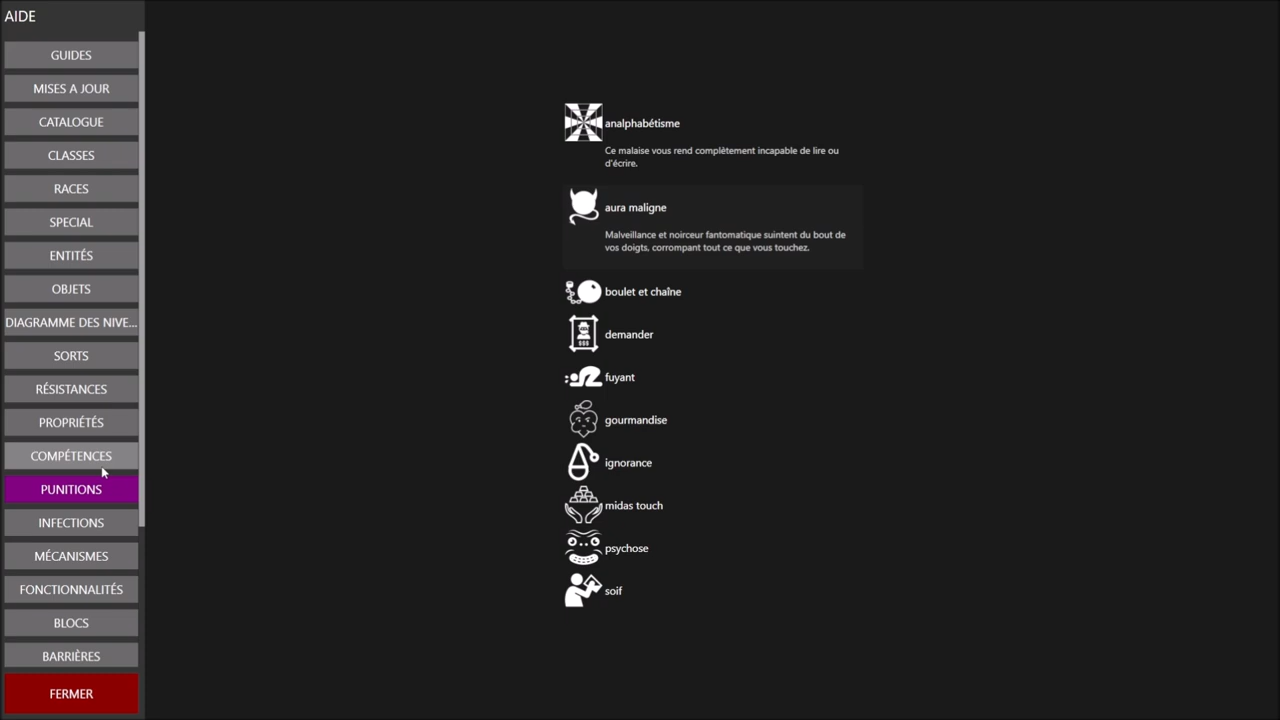 AIDE
GUIDES
MISES A JOUR
CATALOGUE
CLASSES
RACES
SPECIAL
ENTITÉS
OBJETS
DIAGRAMME DES NIVE...
SORTS
RÉSISTANCES
PROPRIÉTÉS
COMPÉTENCES
PUNITIONS
INFECTIONS
MÉCANISMES
FONCTIONNALITÉS
BLOCS
BARRIÈRES
FERMER
analphabétisme
Ce malaise vous rend complètement incapable de lire ou
d'écrire.
aura maligne
Malveillance et noirceur fantomatique suintent du bout de
vos doigts, corrompant tout ce que vous touchez.
boulet et chaîne
demander
fuyant
gourmandise
ignorance
midas touch
psychose
soif